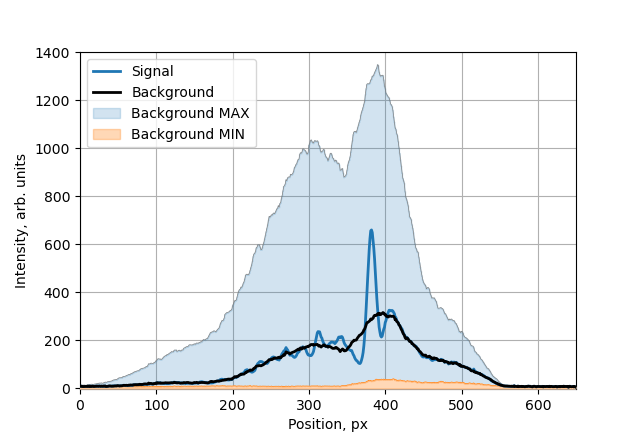 1400
1200
1000
800
600
400
200
0
Intensity, arb. units
Signal
Background
Background MAX
Background MIN
0 100 200 300 400 500 600
Position, px